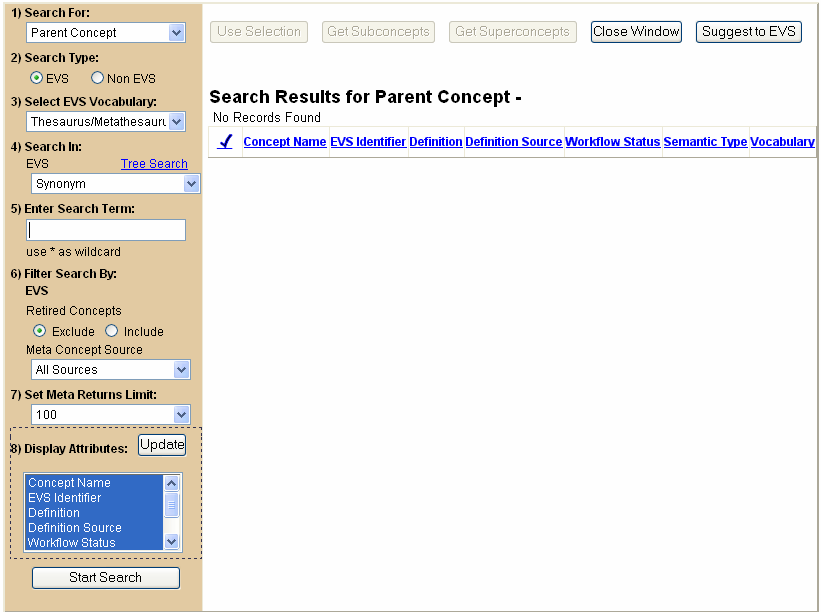 1) Search For:
Parent Concept
2) Search Type:
EVS Non EVS
3) Select EVS Vocabulary:
Thesaurus/Metathesauru
4) Search In:
EVS Tree Search
Synonym
5) Enter Search Term:
use * as wildcard
6) Filter Search By:
EVS
Retired Concepts
Exclude Include
Meta Concept Source
All Sources
7) Set Meta Returns Limit:
100
8) Display Attributes: Update
Concept Name
EVS Identifier
Definition
Definition Source
Workflow Status
Start Search
Use Selection Get Subconcepts Get Superconcepts Close Window Suggest to EVS
Search Results for Parent Concept -
No Records Found
Concept Name EVS Identifier Definition Definition Source Workflow Status Semantic Type Vocabulary